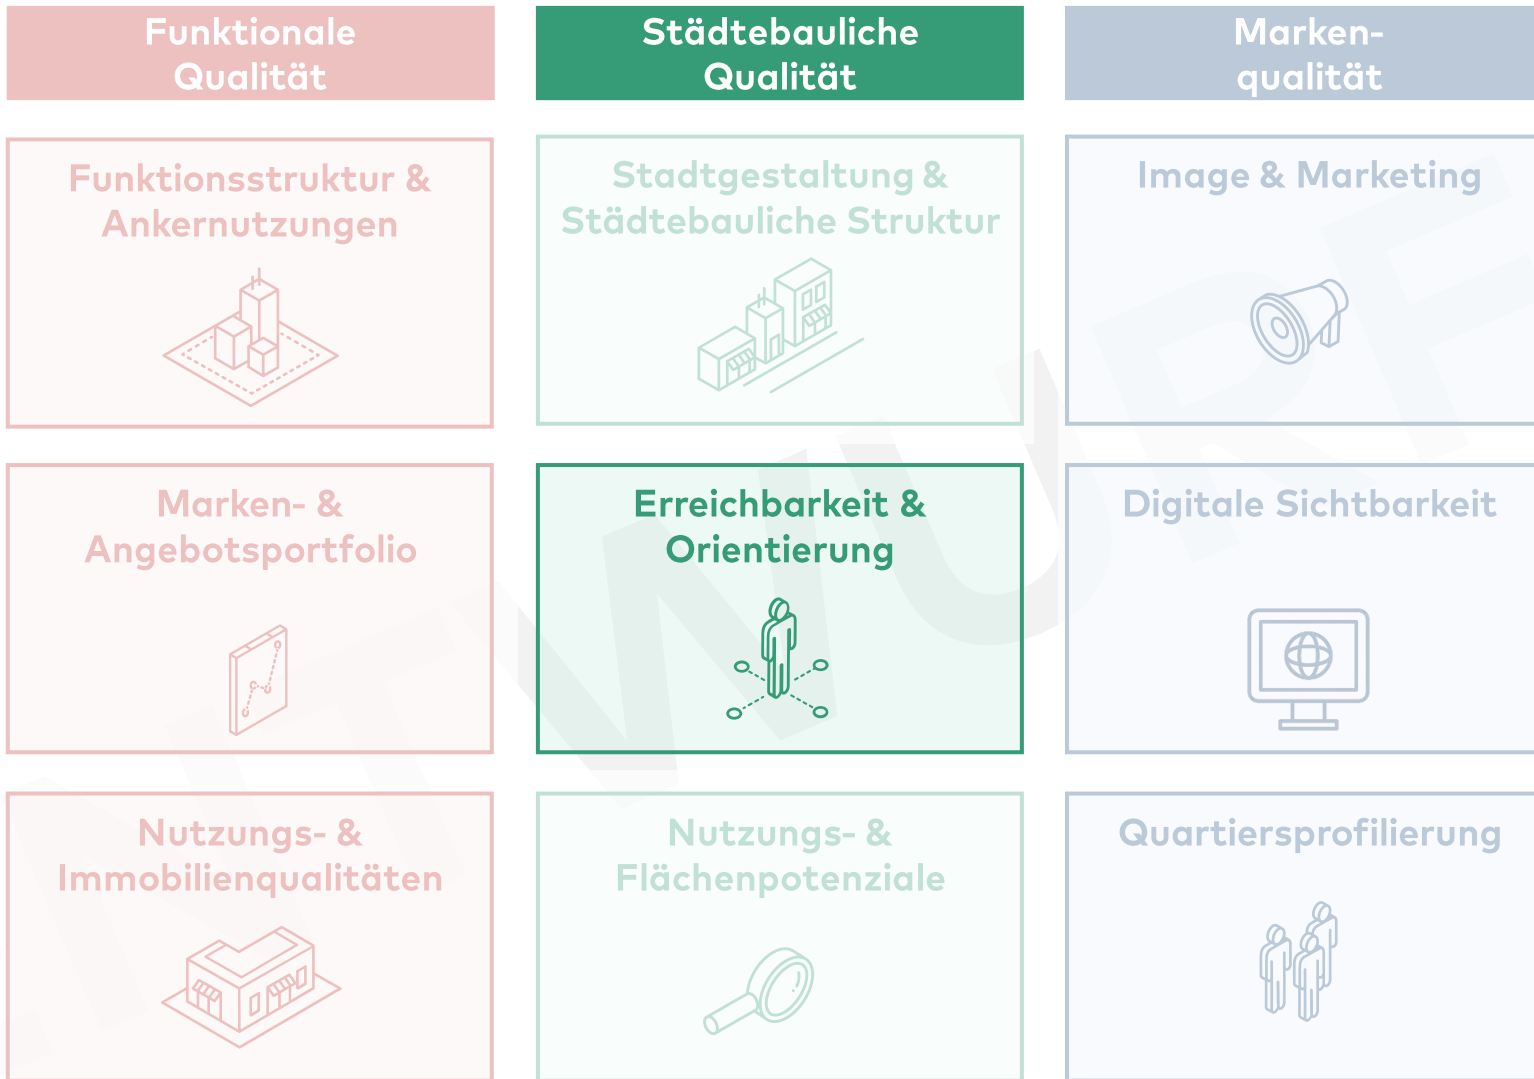 Funktionale
Qualität
Städtebauliche
Qualität
Marken-
qualität
Funktionsstruktur &
Ankernutzungen
Stadtgestaltung &
Städtebauliche Struktur
Image & Marketing
Marken- &
Angebotsportfolio
Erreichbarkeit &
Orientierung
Digitale Sichtbarkeit
Nutzungs- &
Immobilienqualitäten
Nutzungs- &
Flächenpotenziale
Quartiersprofilierung
NTWURF